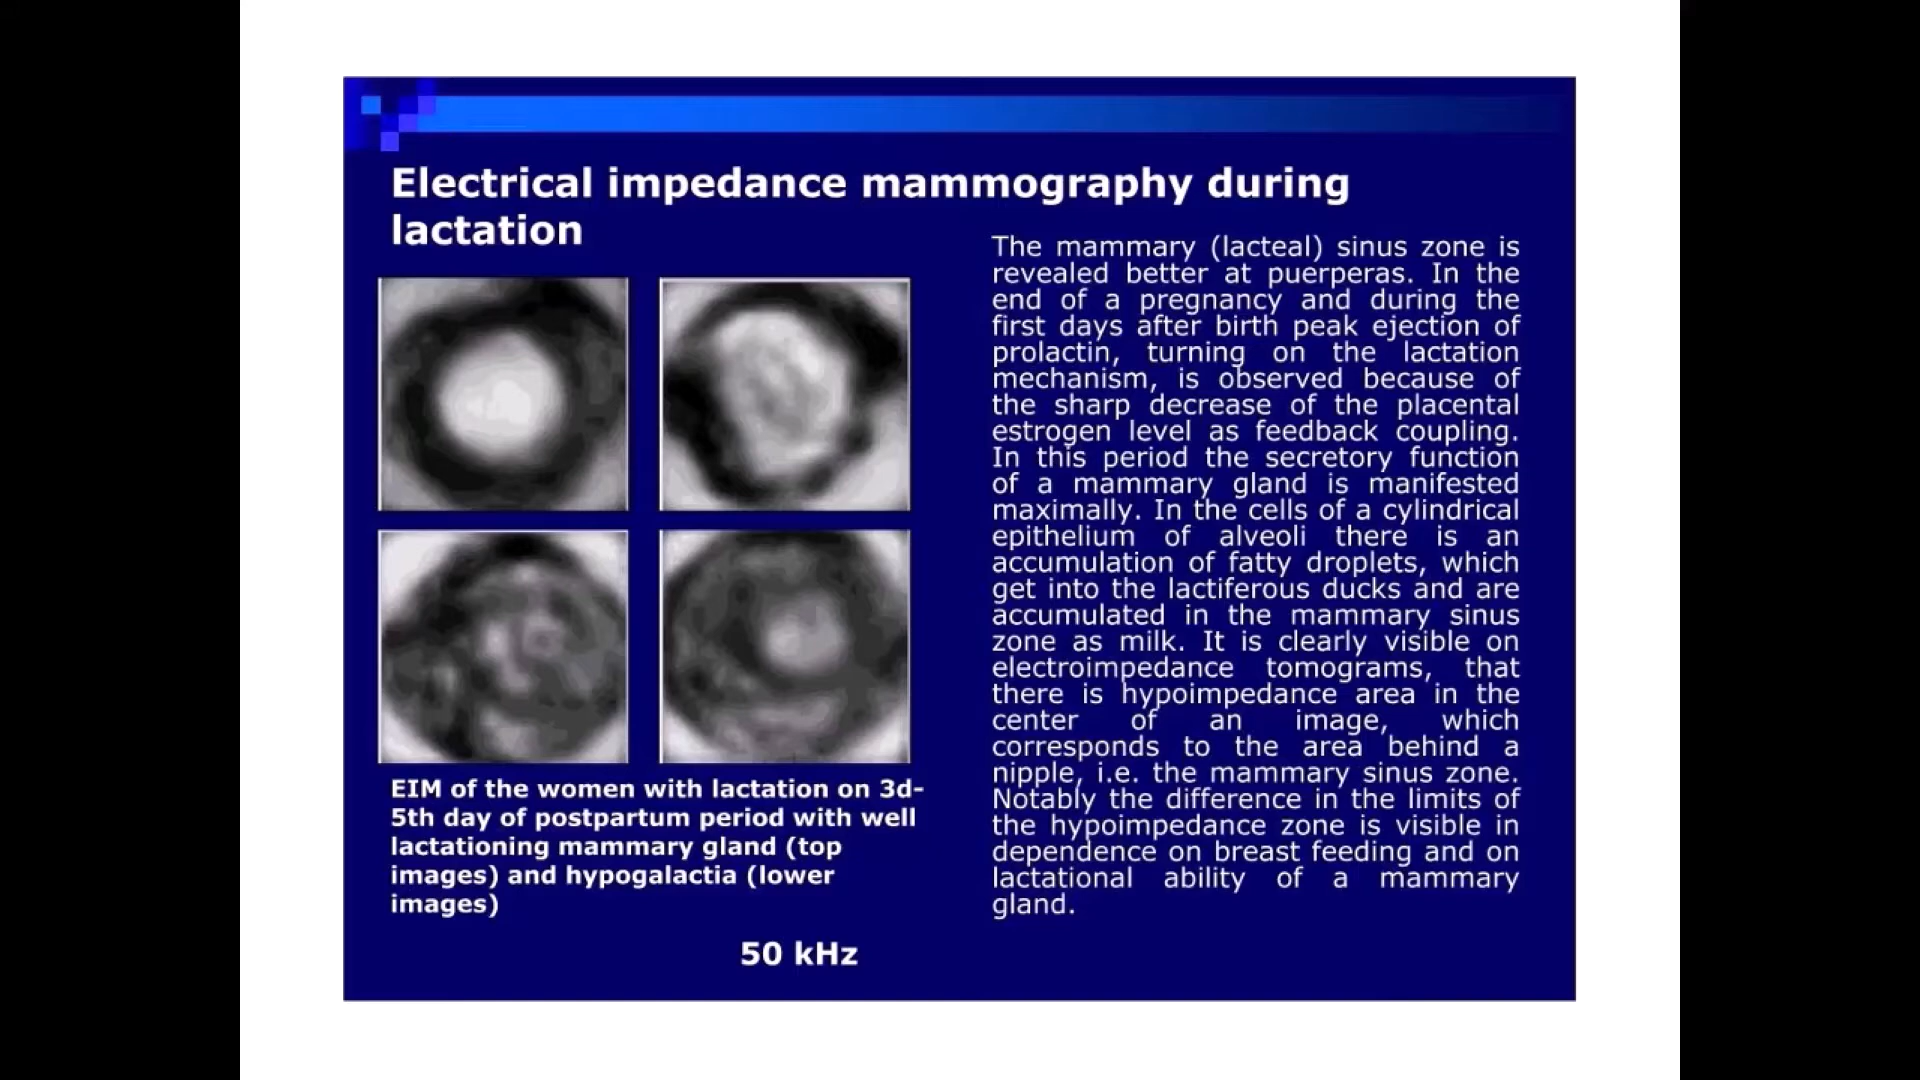 Electrical impedance mammography during
lactation
The mammary (lacteal) sinus zone is
revealed better at puerperas. In the
end of a pregnancy and during the
first days after birth peak ejection of
prolactin, turning on the lactation
mechanism, is observed because of
the sharp decrease of the placental
estrogen level as feedback coupling.
In this period the secretory function
of a mammary gland is manifested
maximally. In the cells of a cylindrical
epithelium of alveoli there is an
accumulation of fatty droplets, which
get into the lactiferous ducks and are
accumulated in the mammary sinus
zone as milk. It is clearly visible on
electroimpedance tomograms, that
there is hypoimpedance area in the
center of an image, which
corresponds to the area behind a
nipple, i.e. the mammary sinus zone.
Notably the difference in the limits of
the hypoimpedance zone is visible in
dependence on breast feeding and on
lactational ability of a mammary
gland.
EIM of the women with lactation on 3d-
5th day of postpartum period with well
lactationing mammary gland (top
images) and hypogalactia (lower
images)
50 kHz